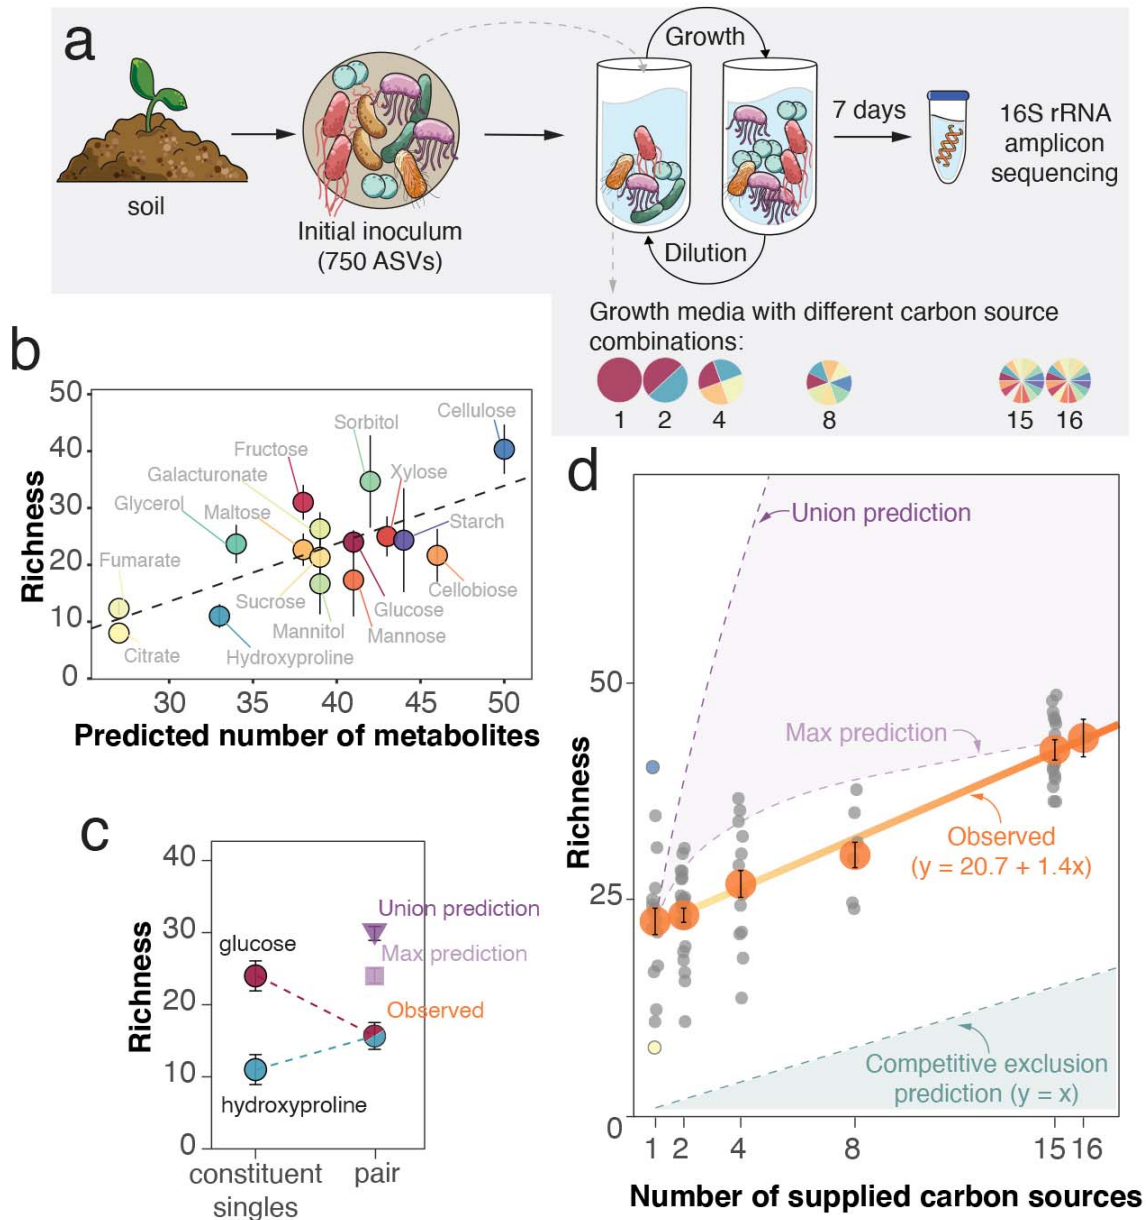 a
soil
Initial inoculum
(750 ASVs)
Growth
Dilution
7 days
16S rRNA
amplicon
sequencing
Growth media with different carbon source
combinations:
1 2 4 8 15 16
b
Richness
50
40
30
20
10
0
Cellulose
Sorbitol
Fructose
Xylose
Galacturonate
Glycerol
Maltose
Starch
Fumarate
Cellobiose
Sucrose
Glucose
Mannitol
Mannose
Citrate
Hydroxyproline
30 35 40 45 50
Predicted number of metabolites
c
Richness
40
30
20
10
0
glucose
hydroxyproline
Union prediction
Max prediction
Observed
constituent
singles
pair
d
Richness
50
25
0
Union prediction
Max prediction
Observed
(y = 20.7 + 1.4x)
Competitive exclusion
prediction (y = x)
1 2 4 8 15 16
Number of supplied carbon sources